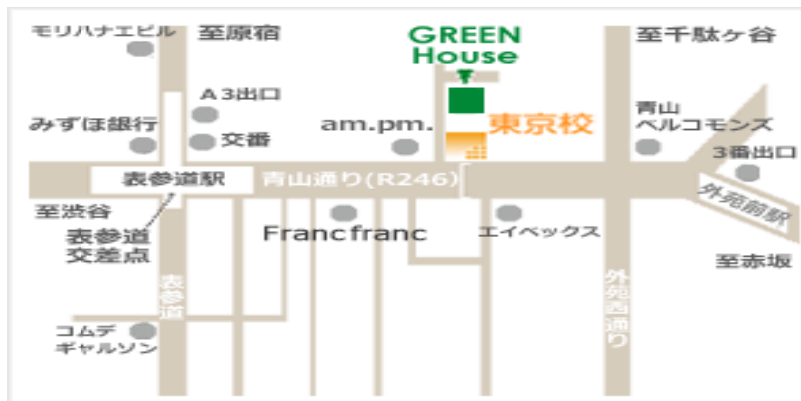 モリハナエビル
至原宿
GREEN
House
至千駄ヶ谷
A3出口
みずほ銀行
交番
am.pm.
東京校
青山
ベルコモンズ
3番出口
表参道駅
青山通り(R246)
外苑前駅
至渋谷
表参道
交差点
Francfranc
エイベックス
至赤坂
表参道
外苑西通り
コムデ
ギャルソン